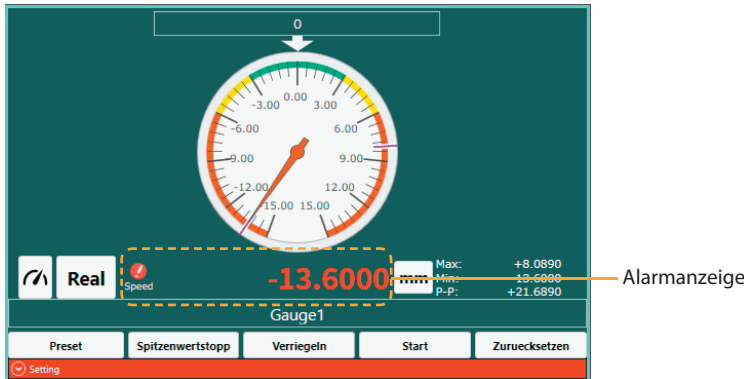 0
0.00
-3.00 3.00
-6.00 6.00
-9.00 9.00
-12.00 12.00
-15.00 15.00
Real
Speed
-13.6000
mm
Max: +8.0890
Min: -13.6000
P-P: +21.6890
Alarmanzeige
Gauge1
Preset
Spitzenwertstopp
Verriegeln
Start
Zuruecksetzen
Setting